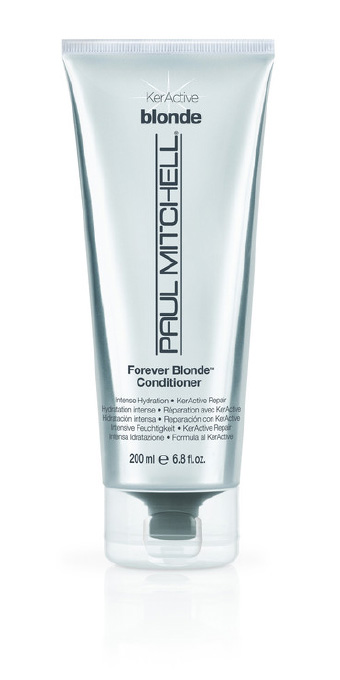 KerActive
blonde
PAUL MITCHELL®
Forever Blonde™
Conditioner
Intense Hydration • KerActive Repair
Hydratation intense • Réparation avec KerActive
Hidratación intensa • Reparación con KerActive
Intensive Feuchtigkeit • KerActive Repair
Intensa Idratazione • Formula al KerActive
200 ml ℮ 6.8 fl. oz.